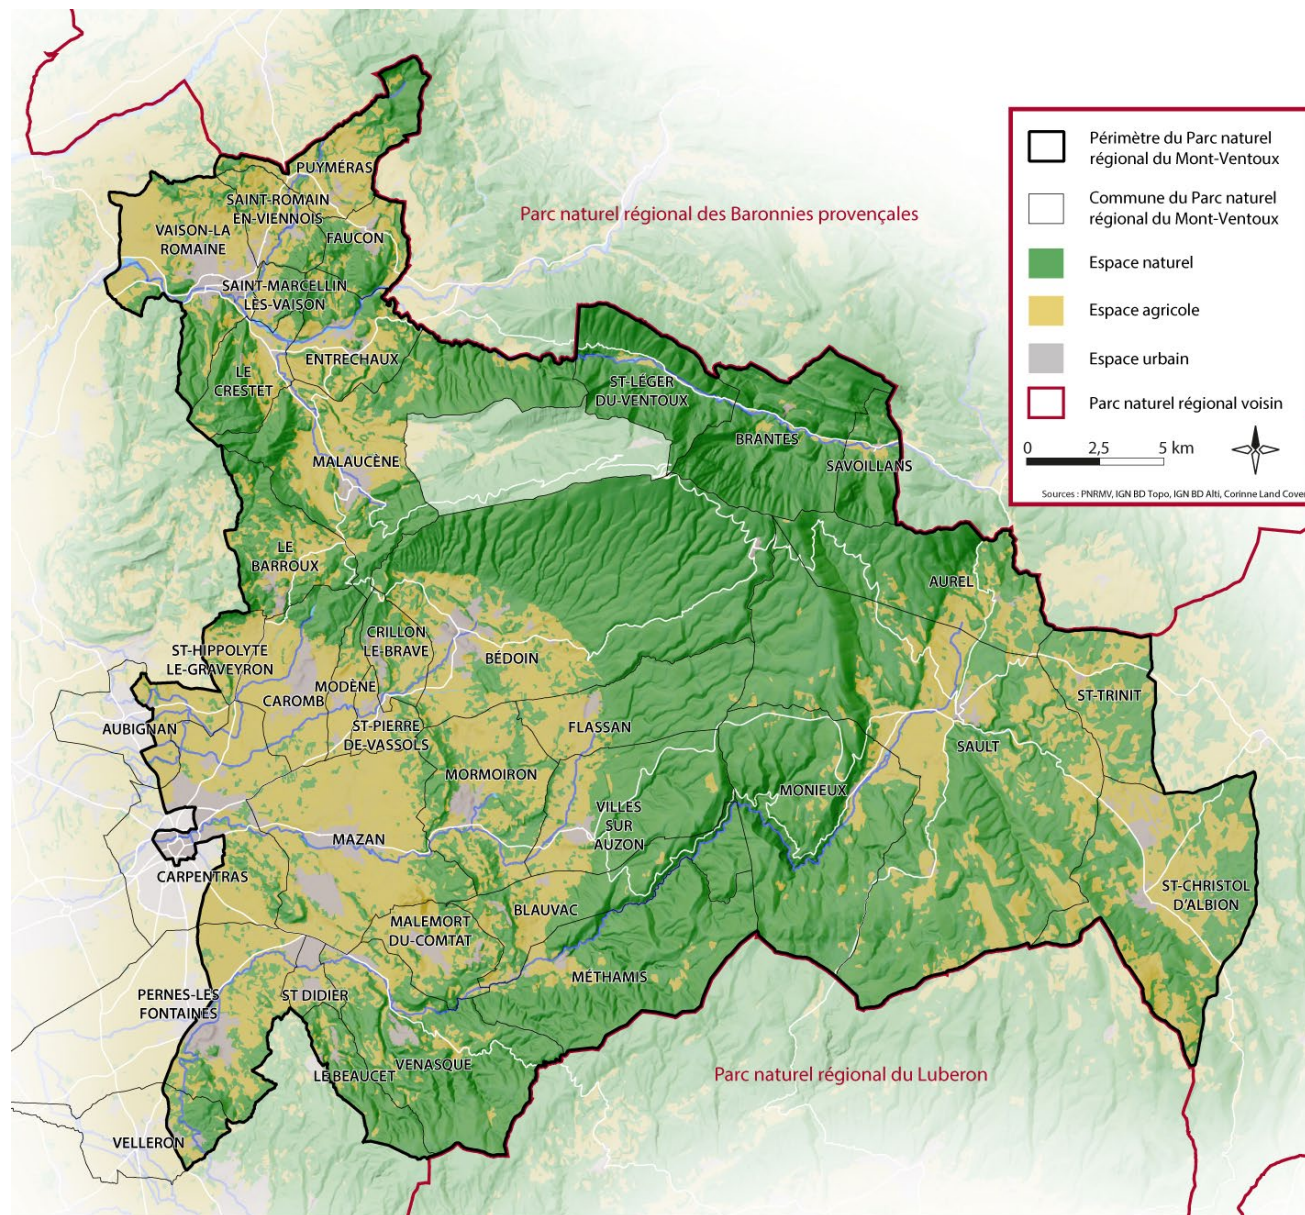 PUYMÉRAS
SAINT-ROMAIN
EN-VIENNOIS
VAISON-LA
ROMAINE
FAUCON
SAINT-MARCELLIN
LÈS-VAISON
ENTRECHAUX
LE
CRESTET
Parc naturel régional des Baronnies provençales
ST-LÉGER
DU-VENTOUX
BRANTES
SAVOILLANS
MALAUCÈNE
LE
BARROUX
AUREL
CRILLON
LE-BRAVE
BÉDOIN
ST-HIPPOLYTE
LE-GRAVEYRON
MODÈNE
CAROMB
ST-TRINIT
AUBIGNAN
ST-PIERRE
DE-VASSOLS
FLASSAN
SAULT
MORMOIRON
MONIEUX
VILLES
SUR
AUZON
MAZAN
CARPENTRAS
ST-CHRISTOL
D'ALBION
BLAUVAC
MALEMORT
DU-COMTAT
MÉTHAMIS
PERNES-LES
FONTAINES
ST DIDIER
LE BEAUCET
VENASQUE
Parc naturel régional du Luberon
VELLERON
Périmètre du Parc naturel
régional du Mont-Ventoux
Commune du Parc naturel
régional du Mont-Ventoux
Espace naturel
Espace agricole
Espace urbain
Parc naturel régional voisin
0 2,5 5 km
Sources : PNRMV, IGN BD Topo, IGN BD Alti, Corinne Land Cover